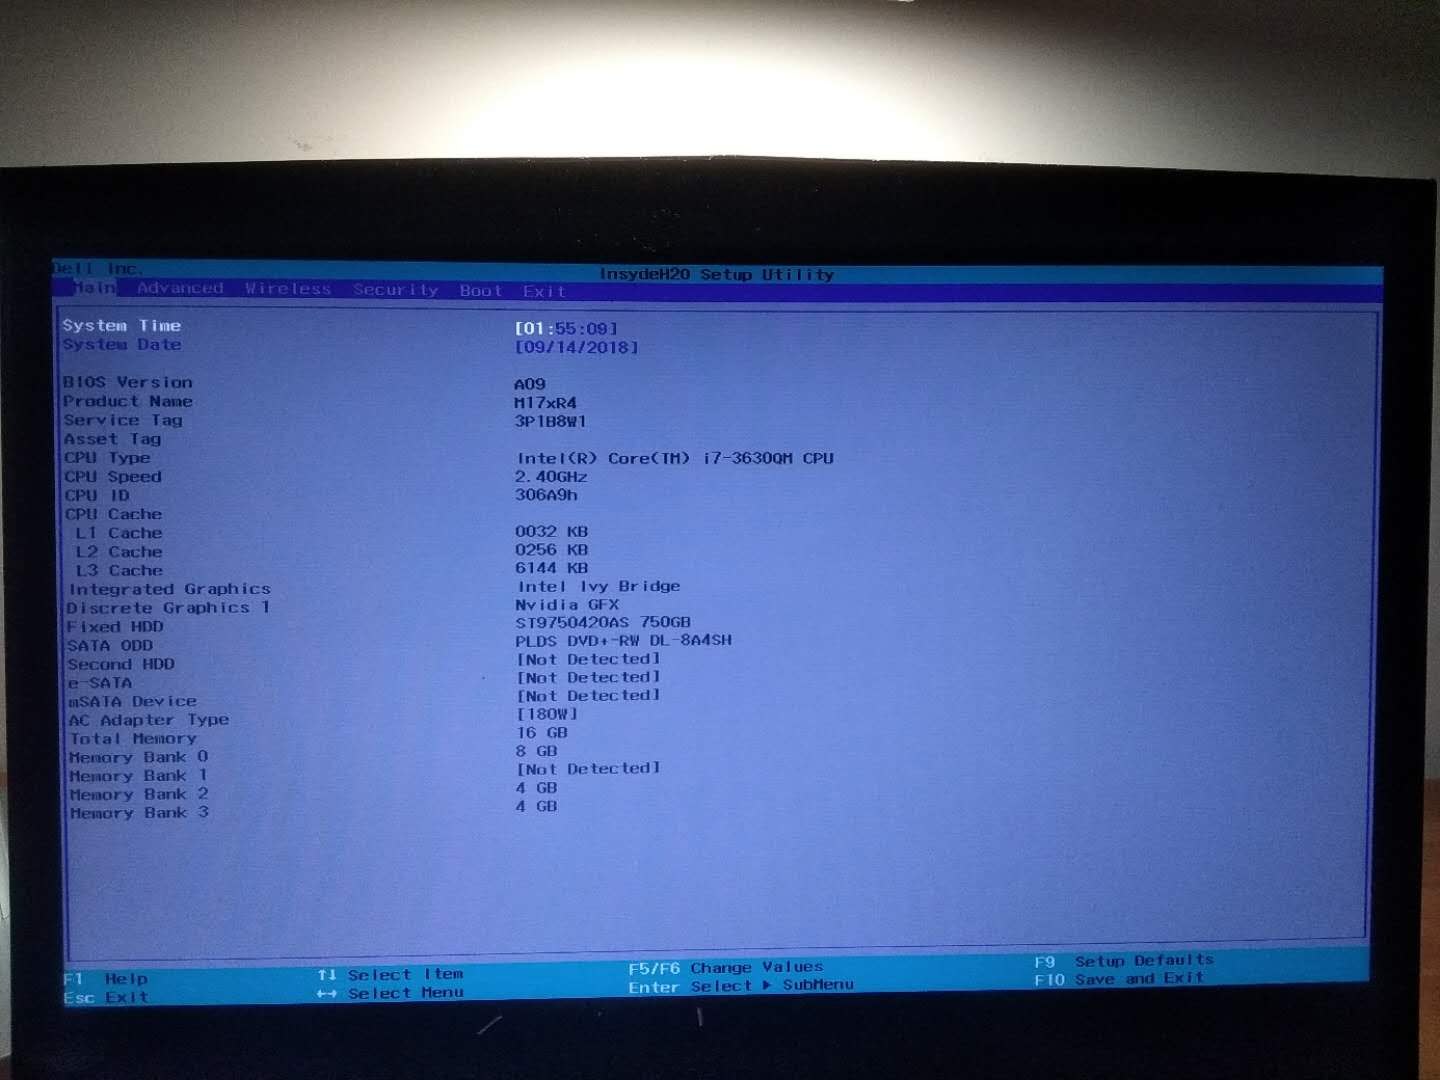 Dell Inc.
InsydeH20 Setup Utility
Main Advanced Wireless Security Boot Exit
System Time [01:55:09]
System Date [09/14/2018]
BIOS Version A09
Product Name M17xR4
Service Tag 3P1B8W1
Asset Tag
CPU Type Intel(R) Core(TM) i7-3630QM CPU
CPU Speed 2.40GHz
CPU ID 306A9h
CPU Cache
L1 Cache 0032 KB
L2 Cache 0256 KB
L3 Cache 6144 KB
Integrated Graphics Intel Ivy Bridge
Discrete Graphics 1 Nvidia GFX
Fixed HDD ST9750420AS 750GB
SATA ODD PLDS DVD+-RW DL-8A4SH
Second HDD [Not Detected]
e-SATA [Not Detected]
mSATA Device [Not Detected]
AC Adapter Type [180W]
Total Memory 16 GB
Memory Bank 0 8 GB
Memory Bank 1 [Not Detected]
Memory Bank 2 4 GB
Memory Bank 3 4 GB
F1 Help ↑↓ Select Item F5/F6 Change Values F9 Setup Defaults
Esc Exit ←→ Select Menu Enter Select ▶ SubMenu F10 Save and Exit